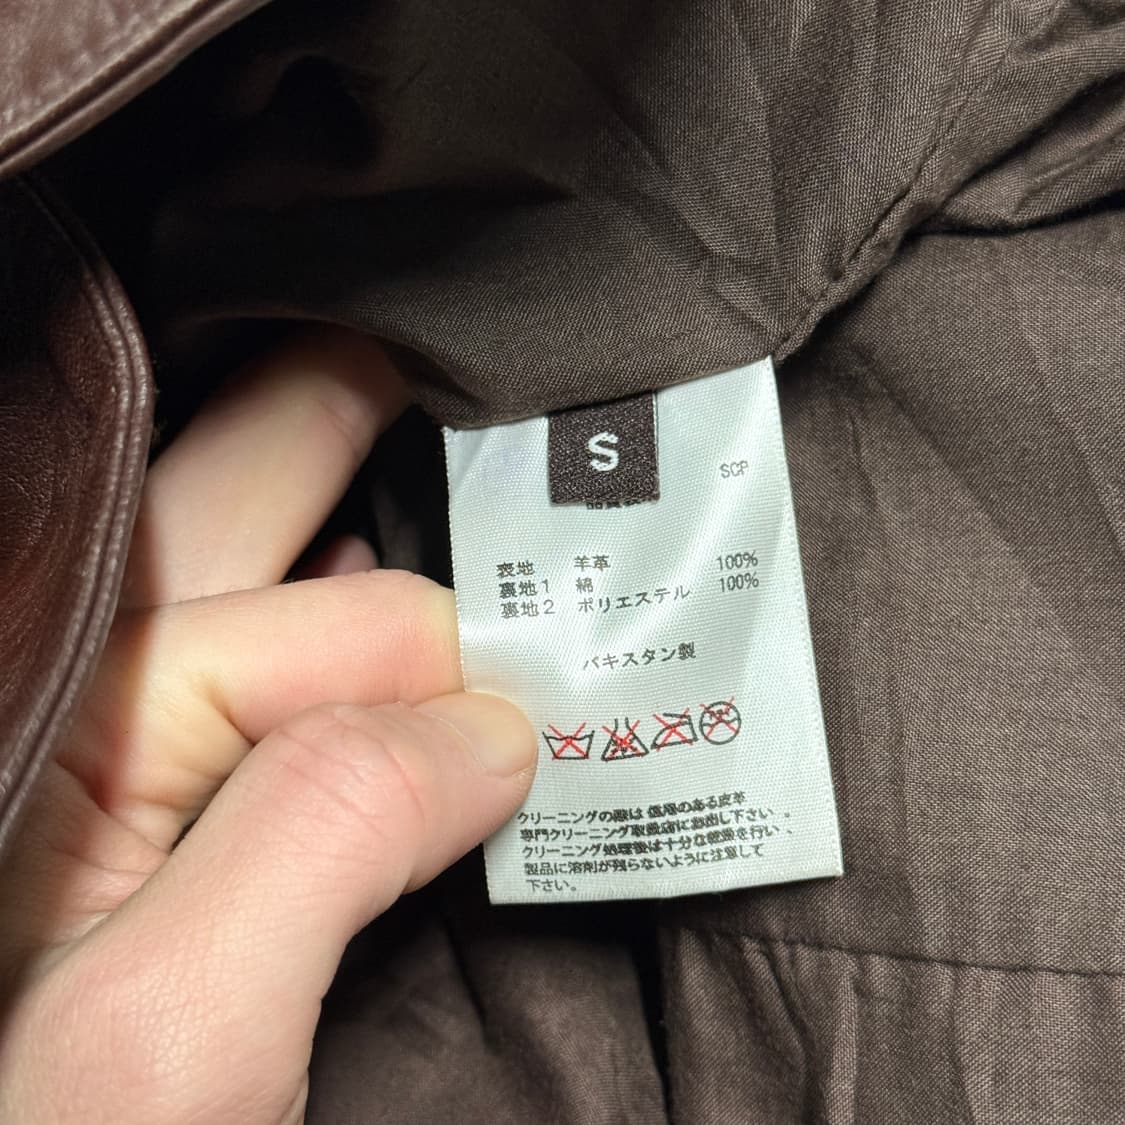 S
SCP
表地 羊革 100%
裏地1 綿 100%
裏地2 ポリエステル
パキスタン製
クリーニングの際は 信用のある皮革
専門クリーニング取扱店にお出し下さい 。
クリーニング処理後は十分な乾燥を行い 、
製品に溶剤が残らないように注意して
下さい。